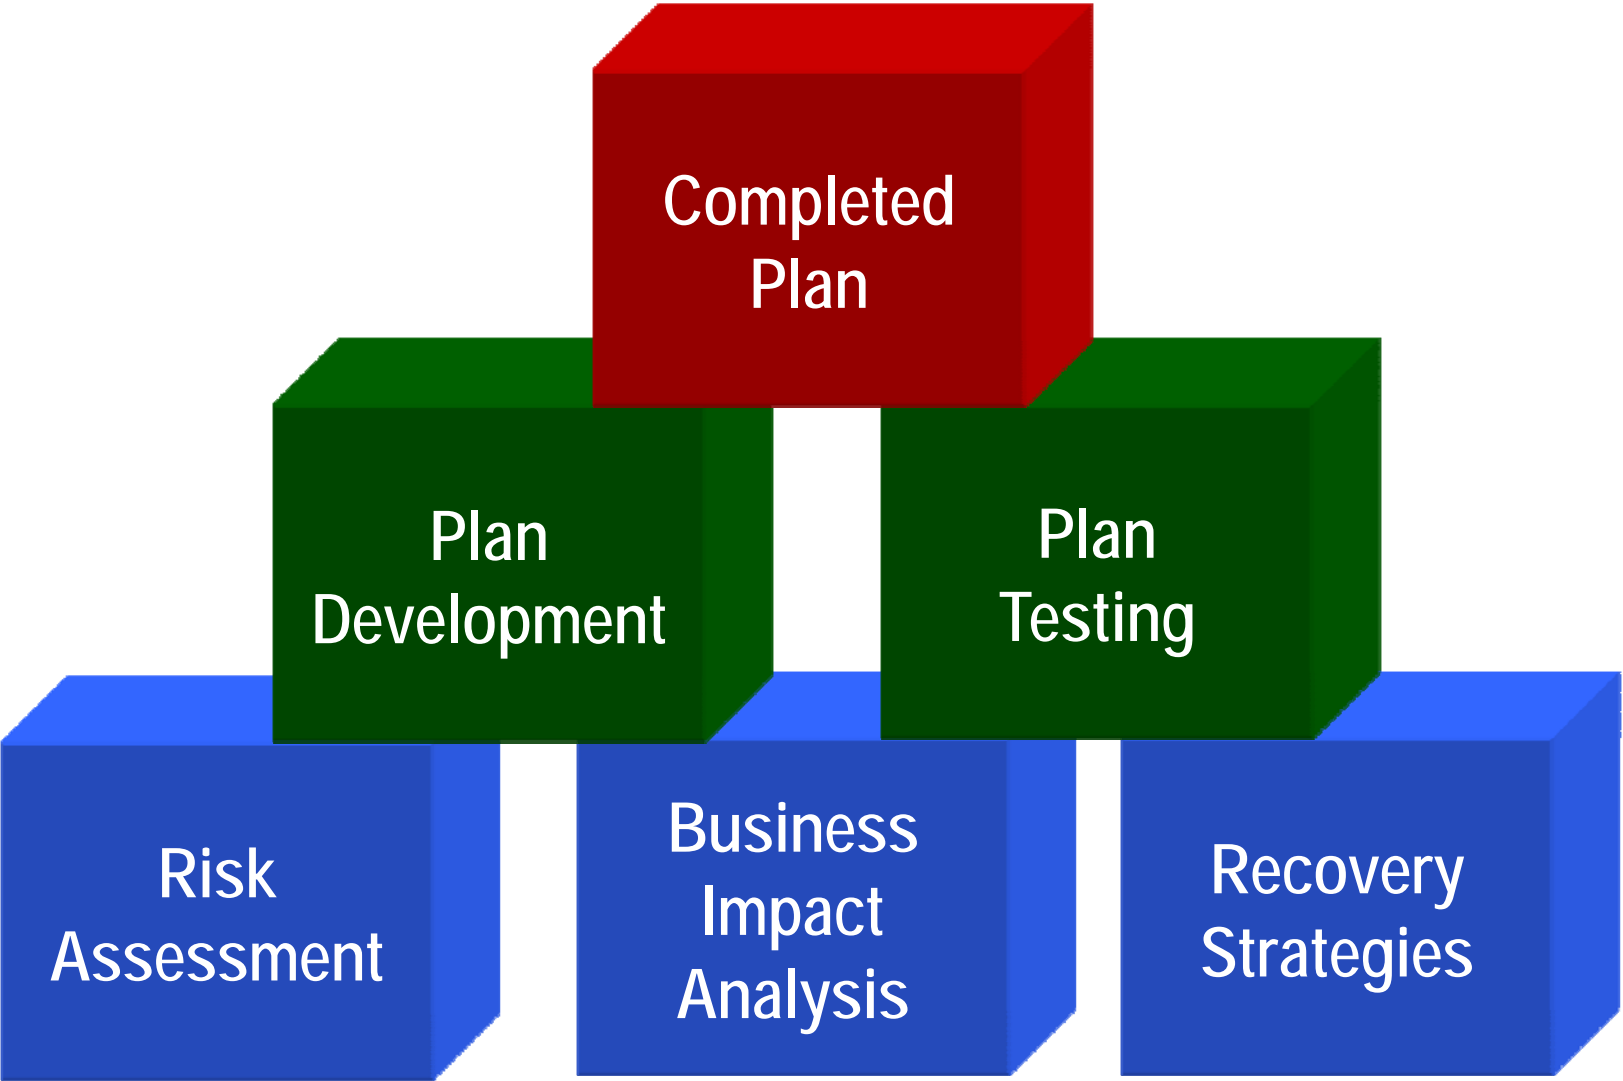 Completed
Plan
Plan
Development
Plan
Testing
Risk
Assessment
Business
Impact
Analysis
Recovery
Strategies